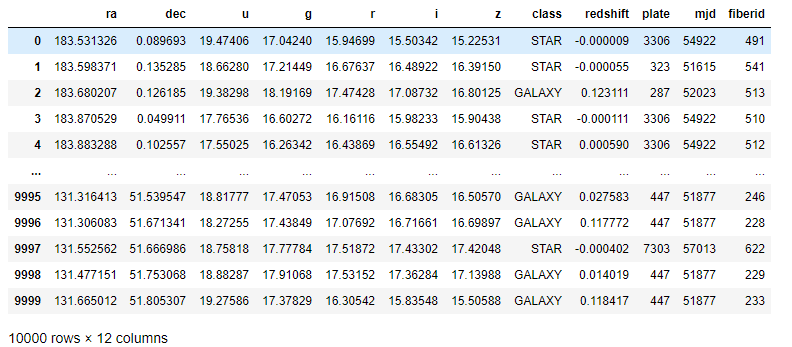 ra dec u g r i z class redshift plate mjd fiberid
0 183.531326 0.089693 19.47406 17.04240 15.94699 15.50342 15.22531 STAR -0.000009 3306 54922 491
1 183.598371 0.135285 18.66280 17.21449 16.67637 16.48922 16.39150 STAR -0.000055 323 51615 541
2 183.680207 0.126185 19.38298 18.19169 17.47428 17.08732 16.80125 GALAXY 0.123111 287 52023 513
3 183.870529 0.049911 17.76536 16.60272 16.16116 15.98233 15.90438 STAR -0.000111 3306 54922 510
4 183.883288 0.102557 17.55025 16.26342 16.43869 16.55492 16.61326 STAR 0.000590 3306 54922 512
... ... ... ... ... ... ... ... ... ... ... ... ...
9995 131.316413 51.539547 18.81777 17.47053 16.91508 16.68305 16.50570 GALAXY 0.027583 447 51877 246
9996 131.306083 51.671341 18.27255 17.43849 17.07692 16.71661 16.69897 GALAXY 0.117772 447 51877 228
9997 131.552562 51.666986 18.75818 17.77784 17.51872 17.43302 17.42048 STAR -0.000402 7303 57013 622
9998 131.477151 51.753068 18.88287 17.91068 17.53152 17.36284 17.13988 GALAXY 0.014019 447 51877 229
9999 131.665012 51.805307 19.27586 17.37829 16.30542 15.83548 15.50588 GALAXY 0.118417 447 51877 233
10000 rows × 12 columns